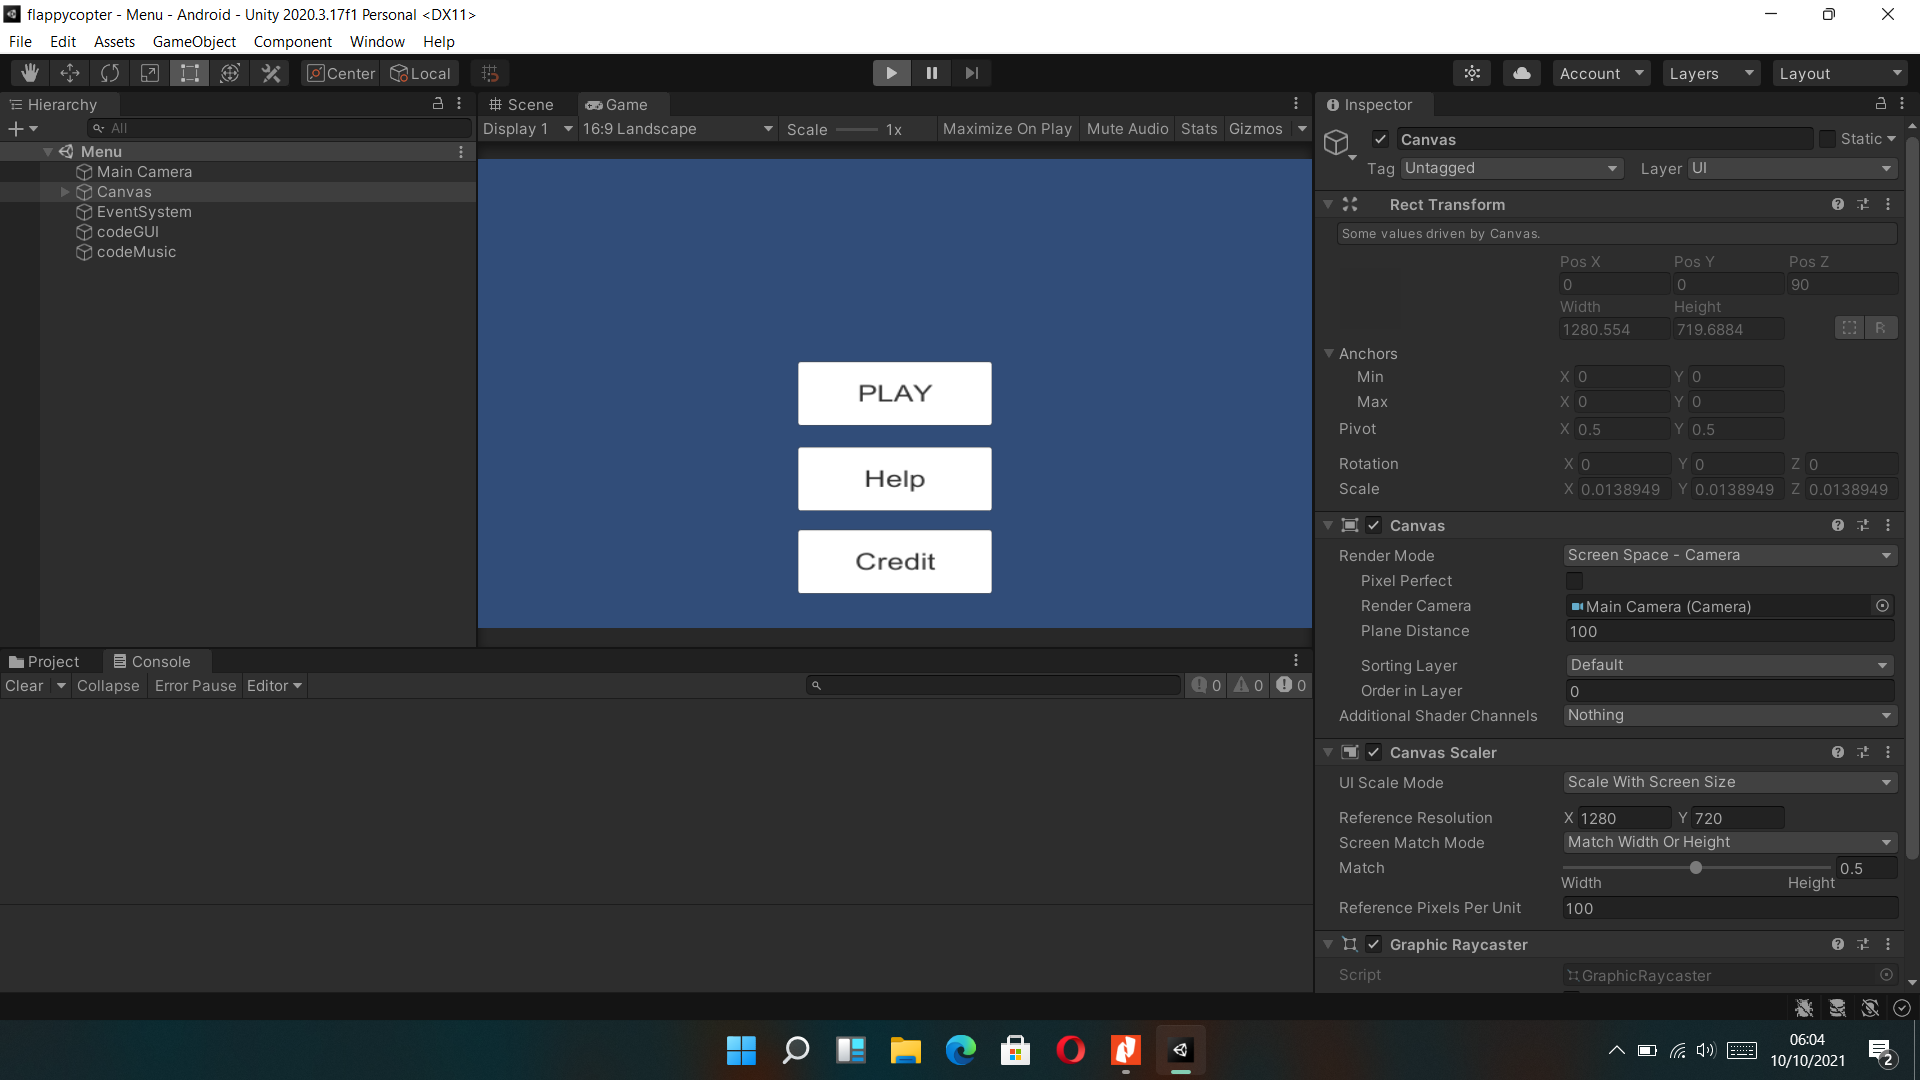 flappycopter - Menu - Android - Unity 2020.3.17f1 Personal <DX11>
File Edit Assets GameObject Component Window Help
Center Local
Account Layers Layout
Hierarchy
All
Menu
Main Camera
Canvas
EventSystem
codeGUI
codeMusic
Scene Game
Display 1 16:9 Landscape Scale 1x Maximize On Play Mute Audio Stats Gizmos
PLAY
Help
Credit
Project Console
Clear Collapse Error Pause Editor
0 0 0
Inspector
Canvas Static
Tag Untagged Layer UI
Rect Transform
Some values driven by Canvas.
Pos X Pos Y Pos Z
0 0 90
Width Height
1280.554 719.6884
R
Anchors
Min X 0 Y 0
Max X 0 Y 0
Pivot X 0.5 Y 0.5
Rotation X 0 Y 0 Z 0
Scale X 0.0138949 Y 0.0138949 Z 0.0138949
Canvas
Render Mode Screen Space - Camera
Pixel Perfect
Render Camera Main Camera (Camera)
Plane Distance 100
Sorting Layer Default
Order in Layer 0
Additional Shader Channels Nothing
Canvas Scaler
UI Scale Mode Scale With Screen Size
Reference Resolution X 1280 Y 720
Screen Match Mode Match Width Or Height
Match 0.5
Width Height
Reference Pixels Per Unit 100
Graphic Raycaster
Script GraphicRaycaster
06:04
10/10/2021
2